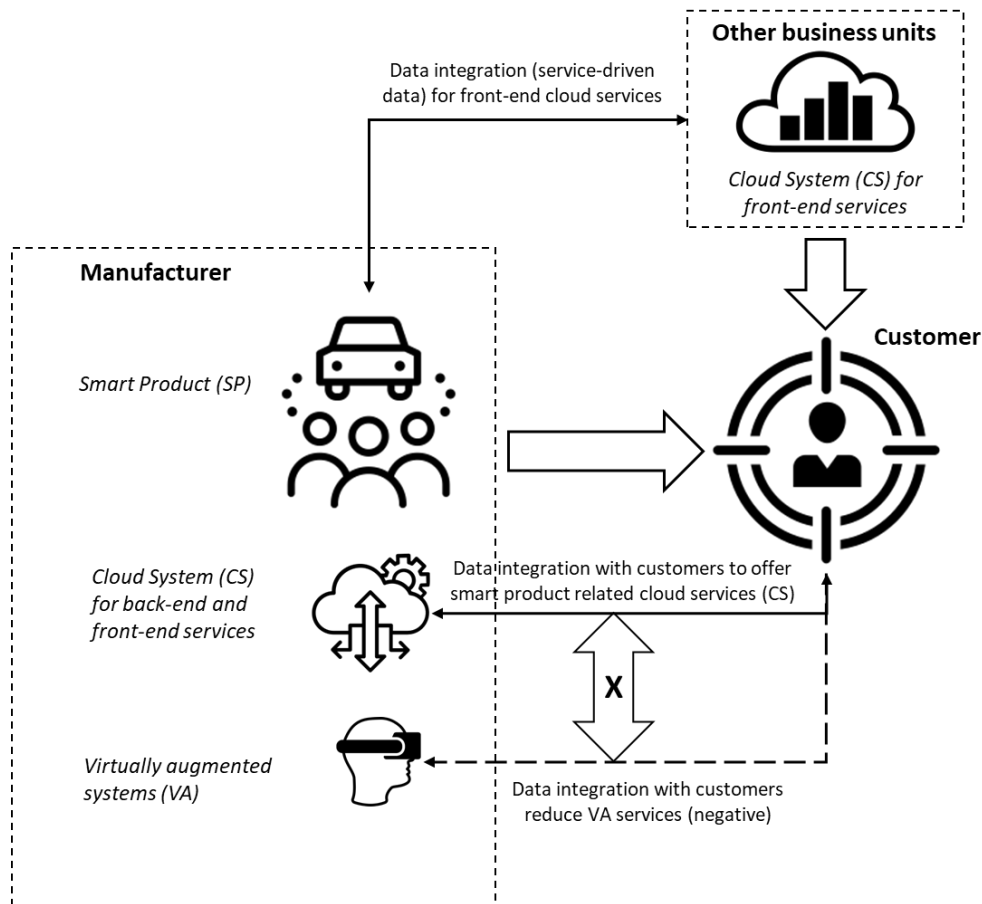 Other business units
Data integration (service-driven
data) for front-end cloud services
Cloud System (CS) for
front-end services
Manufacturer
Customer
Smart Product (SP)
Cloud System (CS)
for back-end and
front-end services
Data integration with customers to offer
smart product related cloud services (CS)
X
Virtually augmented
systems (VA)
Data integration with customers
reduce VA services (negative)